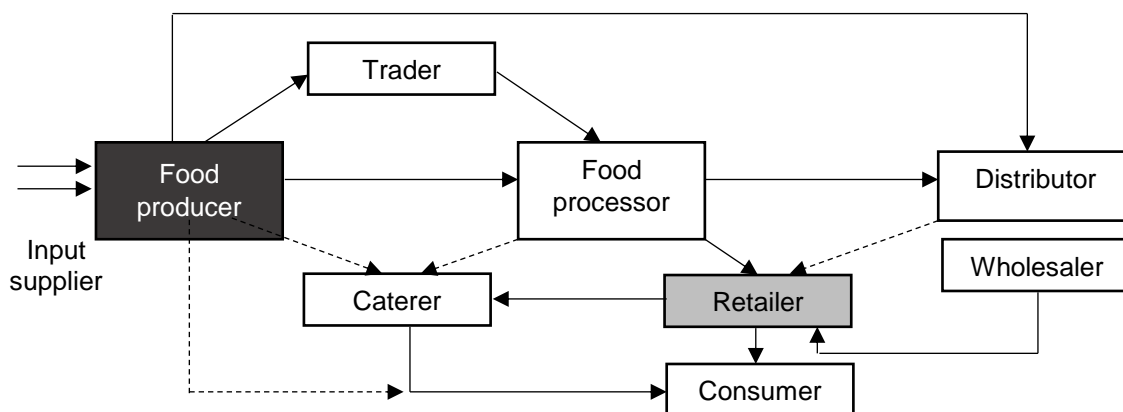 Trader
Food
producer
Food
processor
Distributor
Input
supplier
Wholesaler
Caterer
Retailer
Consumer